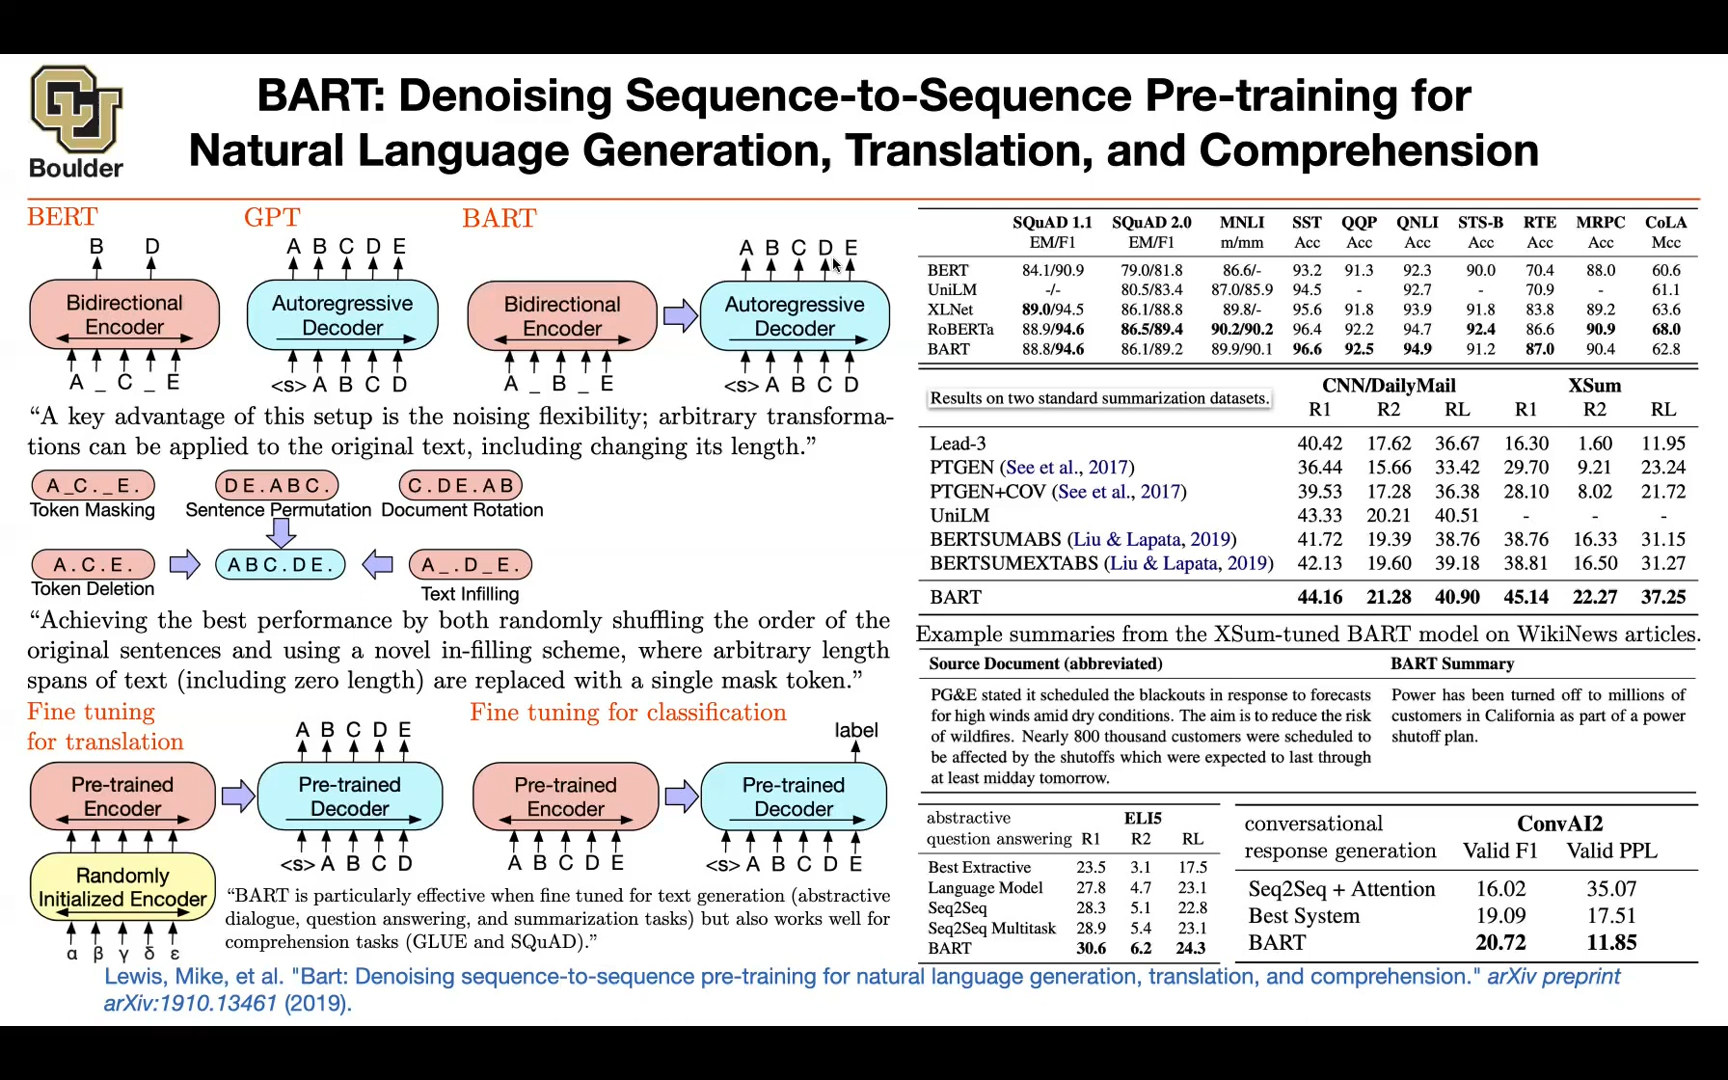 BART: Denoising Sequence-to-Sequence Pre-training for
Natural Language Generation, Translation, and Comprehension
CU
Boulder
BERT
B D
Bidirectional
Encoder
A _ C _ E
GPT
A B C D E
Autoregressive
Decoder
<s> A B C D
BART
Bidirectional
Encoder
A _ B _ E
A B C D E
Autoregressive
Decoder
<s> A B C D
“A key advantage of this setup is the noising flexibility; arbitrary transforma-
tions can be applied to the original text, including changing its length.”
A _ C . _ E .
Token Masking
D E . A B C .
Sentence Permutation
C . D E . A B
Document Rotation
A . C . E .
Token Deletion
A B C . D E .
A _ . D _ E .
Text Infilling
“Achieving the best performance by both randomly shuffling the order of the
original sentences and using a novel in-filling scheme, where arbitrary length
spans of text (including zero length) are replaced with a single mask token.”
Fine tuning
for translation
A B C D E
Pre-trained
Encoder
Pre-trained
Decoder
<s> A B C D
Randomly
Initialized Encoder
α β γ δ ε
Fine tuning for classification
label
Pre-trained
Encoder
Pre-trained
Decoder
A B C D E
<s> A B C D E
“BART is particularly effective when fine tuned for text generation (abstractive
dialogue, question answering, and summarization tasks) but also works well for
comprehension tasks (GLUE and SQuAD).”
SQuAD 1.1 SQuAD 2.0 MNLI SST QQP QNLI STS-B RTE MRPC CoLA
EM/F1 EM/F1 m/mm Acc Acc Acc Acc Acc Acc Mcc
BERT 84.1/90.9 79.0/81.8 86.6/- 93.2 91.3 92.3 90.0 70.4 88.0 60.6
UniLM -/- 80.5/83.4 87.0/85.9 94.5 - 92.7 - 70.9 - 61.1
XLNet 89.0/94.5 86.1/88.8 89.8/- 95.6 91.8 93.9 91.8 83.8 89.2 63.6
RoBERTa 88.9/94.6 86.5/89.4 90.2/90.2 96.4 92.2 94.7 92.4 86.6 90.9 68.0
BART 88.8/94.6 86.1/89.2 89.9/90.1 96.6 92.5 94.9 91.2 87.0 90.4 62.8
Results on two standard summarization datasets.
CNN/DailyMail XSum
R1 R2 RL R1 R2 RL
Lead-3 40.42 17.62 36.67 16.30 1.60 11.95
PTGEN (See et al., 2017) 36.44 15.66 33.42 29.70 9.21 23.24
PTGEN+COV (See et al., 2017) 39.53 17.28 36.38 28.10 8.02 21.72
UniLM 43.33 20.21 40.51 - - -
BERTSUMABS (Liu & Lapata, 2019) 41.72 19.39 38.76 38.76 16.33 31.15
BERTSUMEXTABS (Liu & Lapata, 2019) 42.13 19.60 39.18 38.81 16.50 31.27
BART 44.16 21.28 40.90 45.14 22.27 37.25
Example summaries from the XSum-tuned BART model on WikiNews articles.
Source Document (abbreviated) BART Summary
PG&E stated it scheduled the blackouts in response to forecasts
for high winds amid dry conditions. The aim is to reduce the risk
of wildfires. Nearly 800 thousand customers were scheduled to
be affected by the shutoffs which were expected to last through
at least midday tomorrow.
Power has been turned off to millions of
customers in California as part of a power
shutoff plan.
abstractive ELI5
question answering R1 R2 RL
Best Extractive 23.5 3.1 17.5
Language Model 27.8 4.7 23.1
Seq2Seq 28.3 5.1 22.8
Seq2Seq Multitask 28.9 5.4 23.1
BART 30.6 6.2 24.3
conversational ConvAI2
response generation Valid F1 Valid PPL
Seq2Seq + Attention 16.02 35.07
Best System 19.09 17.51
BART 20.72 11.85
Lewis, Mike, et al. "Bart: Denoising sequence-to-sequence pre-training for natural language generation, translation, and comprehension." arXiv preprint
arXiv:1910.13461 (2019).